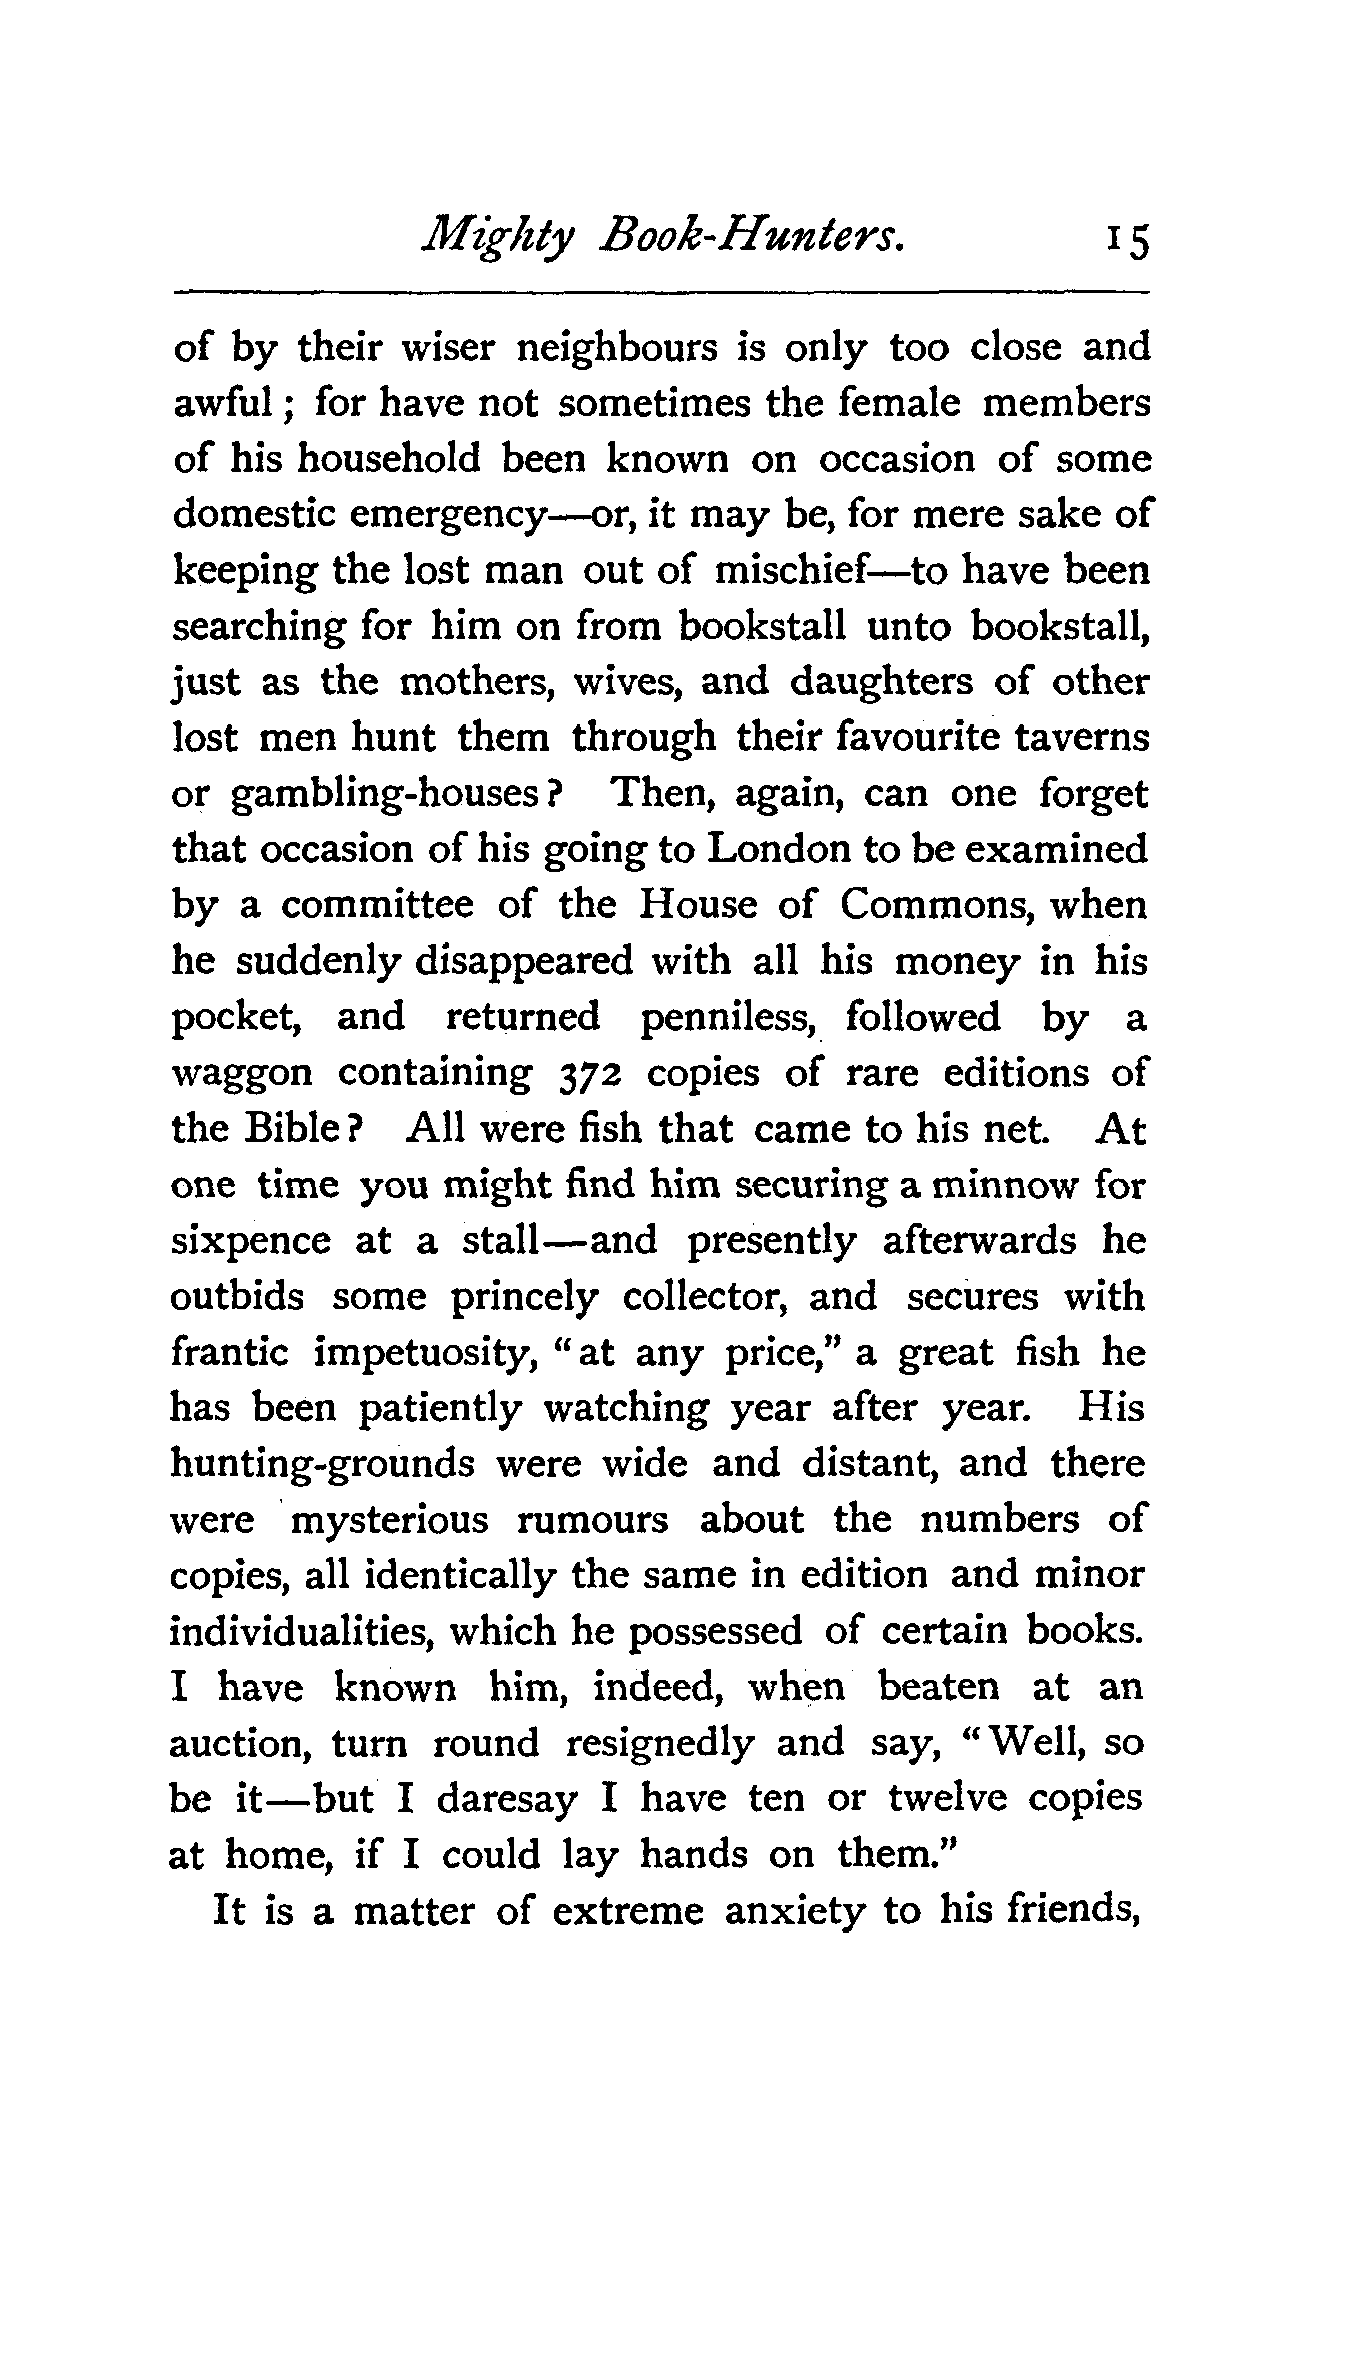 Mighty Book-Hunters. 15
of by their wiser neighbours is only too close and
awful; for have not sometimes the female members
of his household been known on occasion of some
domestic emergency—or, it may be, for mere sake of
keeping the lost man out of mischief—to have been
searching for him on from bookstall unto bookstall,
just as the mothers, wives, and daughters of other
lost men hunt them through their favourite taverns
or gambling-houses? Then, again, can one forget
that occasion of his going to London to be examined
by a committee of the House of Commons, when
he suddenly disappeared with all his money in his
pocket, and returned penniless, followed by a
waggon containing 372 copies of rare editions of
the Bible? All were fish that came to his net. At
one time you might find him securing a minnow for
sixpence at a stall—and presently afterwards he
outbids some princely collector, and secures with
frantic impetuosity, "at any price," a great fish he
has been patiently watching year after year. His
hunting-grounds were wide and distant, and there
were mysterious rumours about the numbers of
copies, all identically the same in edition and minor
individualities, which he possessed of certain books.
I have known him, indeed, when beaten at an
auction, turn round resignedly and say, "Well, so
be it—but I daresay I have ten or twelve copies
at home, if I could lay hands on them."
It is a matter of extreme anxiety to his friends,